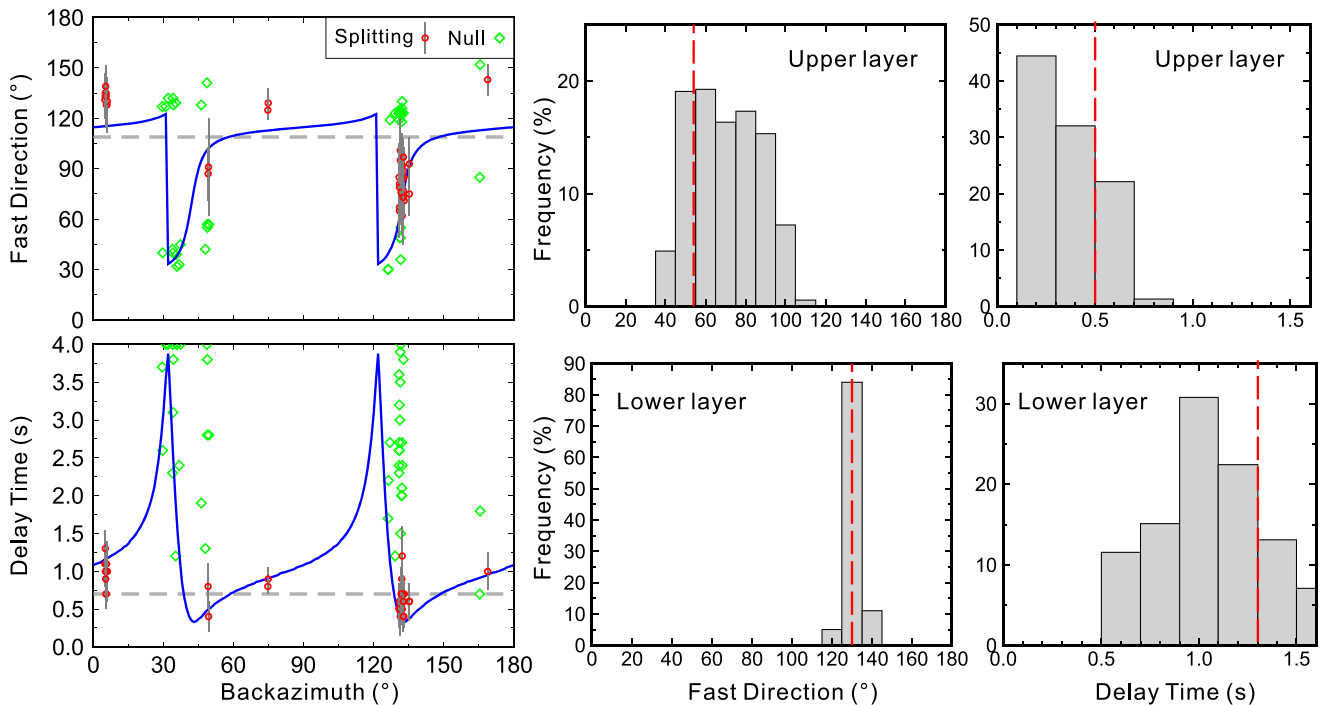 Splitting Null
Fast Direction (°)
180
150
120
90
60
30
0
Delay Time (s)
4.0
3.5
3.0
2.5
2.0
1.5
1.0
0.5
0.0
0 30 60 90 120 150 180
Backazimuth (°)
Upper layer
Frequency (%)
20
10
0
0 20 40 60 80 100 120 140 160 180
Upper layer
50
40
30
20
10
0
0.0 0.5 1.0 1.5
Lower layer
Frequency (%)
90
80
70
60
50
40
30
20
10
0
0 20 40 60 80 100 120 140 160 180
Fast Direction (°)
Lower layer
30
20
10
0
0.0 0.5 1.0 1.5
Delay Time (s)